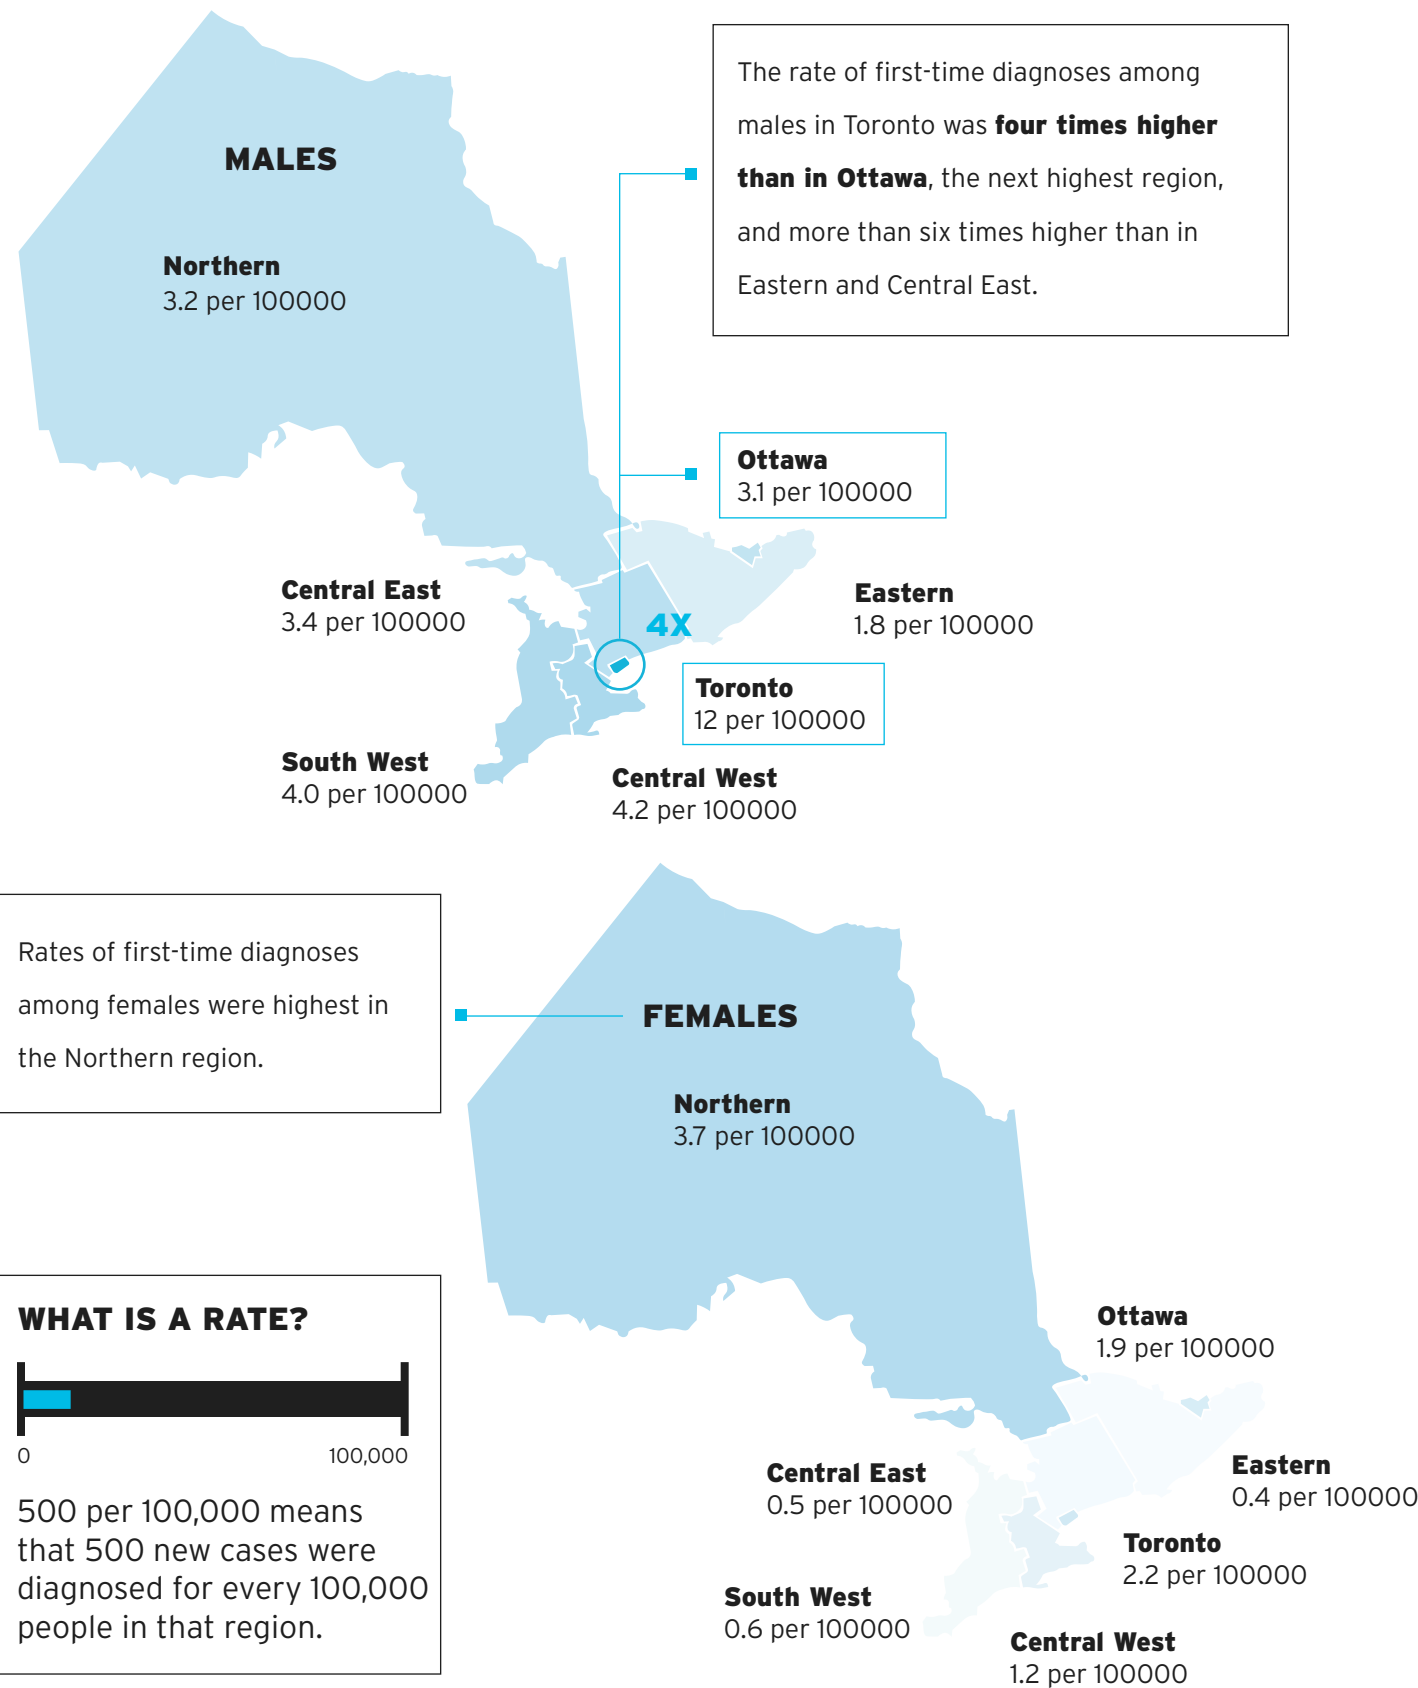 MALES
Northern
3.2 per 100000
The rate of first-time diagnoses among
males in Toronto was four times higher
than in Ottawa, the next highest region,
and more than six times higher than in
Eastern and Central East.
Ottawa
3.1 per 100000
Central East
3.4 per 100000
Eastern
1.8 per 100000
4X
Toronto
12 per 100000
South West
4.0 per 100000
Central West
4.2 per 100000
Rates of first-time diagnoses
among females were highest in
the Northern region.
FEMALES
Northern
3.7 per 100000
WHAT IS A RATE?
0
100,000
500 per 100,000 means
that 500 new cases were
diagnosed for every 100,000
people in that region.
Ottawa
1.9 per 100000
Central East
0.5 per 100000
Eastern
0.4 per 100000
Toronto
2.2 per 100000
South West
0.6 per 100000
Central West
1.2 per 100000